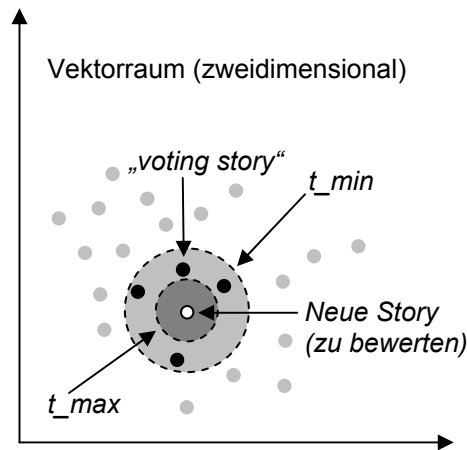 Vektorraum (zweidimensional)
„voting story“
t_min
Neue Story
(zu bewerten)
t_max